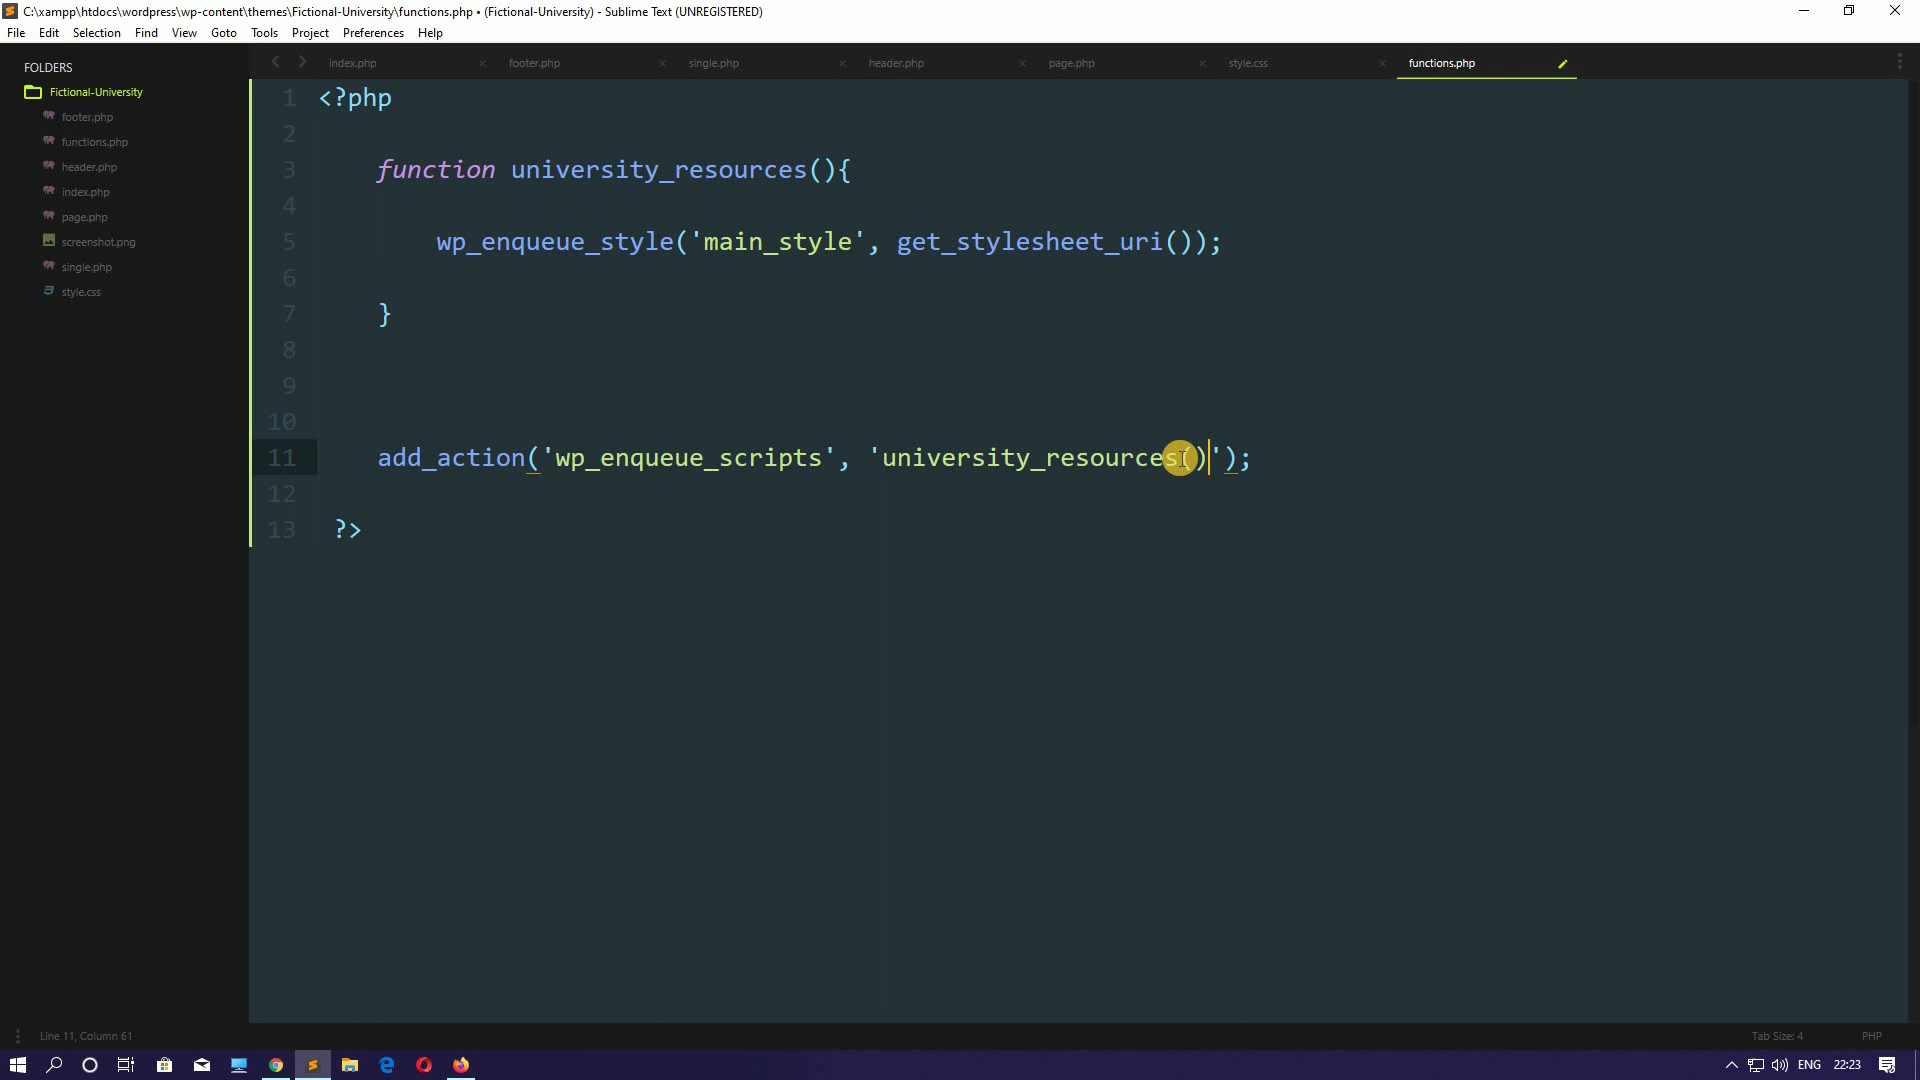 C:\xampp\htdocs\wordpress\wp-content\themes\Fictional-University\functions.php • (Fictional-University) - Sublime Text (UNREGISTERED)
File Edit Selection Find View Goto Tools Project Preferences Help
FOLDERS
Fictional-University
footer.php
functions.php
header.php
index.php
page.php
screenshot.png
single.php
style.css
index.php footer.php single.php header.php page.php style.css functions.php
1 <?php
2
3 function university_resources(){
4
5 wp_enqueue_style('main_style', get_stylesheet_uri());
6
7 }
8
9
10
11 add_action('wp_enqueue_scripts', 'university_resources()');
12
13 ?>
Line 11, Column 61 Tab Size: 4 PHP
ENG 22:23